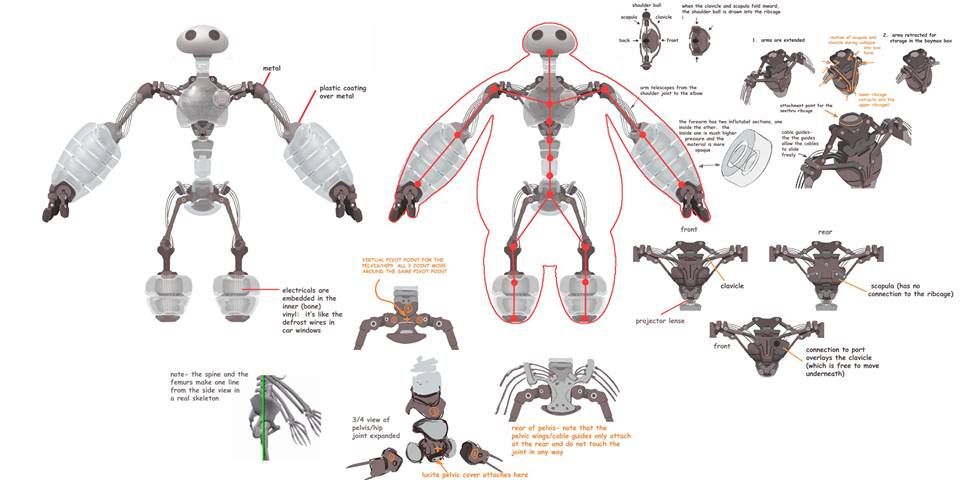 shoulder ball
scapula
clavicle
back
front
when the clavicle and scapula fold inward,
the shoulder ball is drawn into the ribcage
1. arms are extended
-motion of scapula and
clavicle during collapse
into box
form
2. arms retracted for
storage in the baymax box
inner ribcage
retracts into the
upper ribcage!
metal
plastic coating
over metal
arm telescopes from the
shoulder joint to the elbow
attachment point for the
seethru ribcage
the forearm has two inflatabel sections, one
inside the other. the
inside one is much higher
pressure and the
material is more
opaque
cable guides-
the the guides
allow the cables
to slide
freely
front
rear
clavicle
projector lense
scapula (has no
connection to the ribcage)
front
connection to port
overlays the clavicle
(which is free to move
underneath)
VIRTUAL PIVOT POINT FOR THE
PELVIS/HIP! ALL 3 JOINT MOVE
AROUND THE SAME PIVOT POINT
electricals are
embedded in the
inner (bone)
vinyl: it's like the
defrost wires in
car windows
note- the spine and the
femurs make one line
from the side view in
a real skeleton
3/4 view of
pelvis/hip
joint expanded
rear of pelvis- note that the
pelvic wings/cable guides only attach
at the rear and do not touch the
joint in any way
lucite pelvic cover attaches here